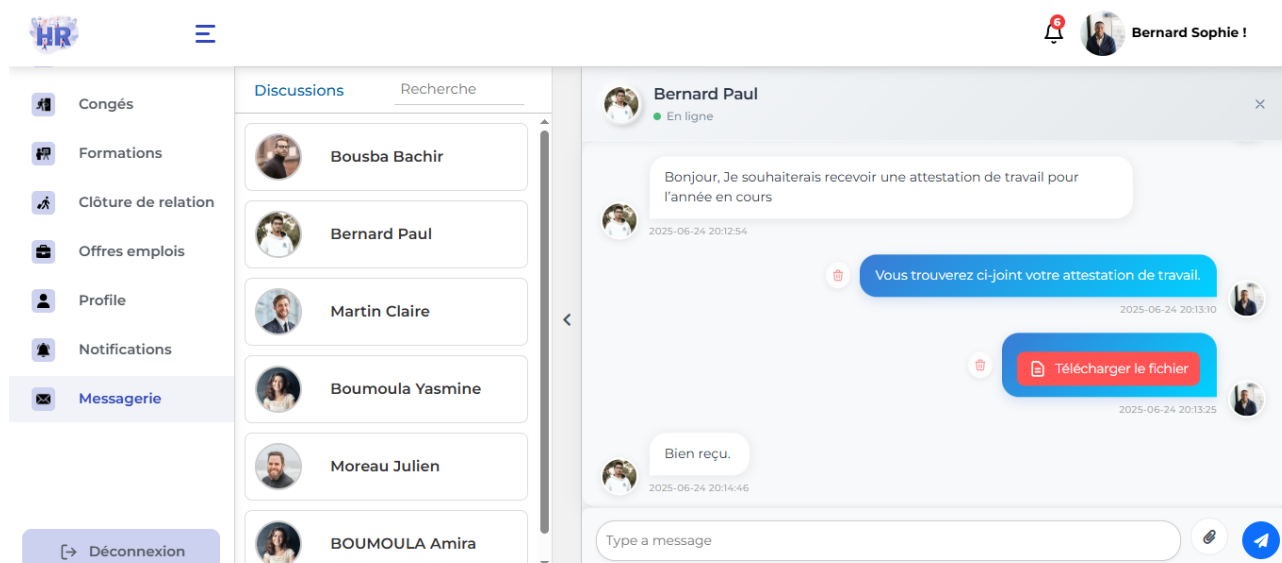 HR
6
Bernard Sophie !
Congés
Formations
Clôture de relation
Offres emplois
Profile
Notifications
Messagerie
Déconnexion
Discussions
Recherche
Bousba Bachir
Bernard Paul
Martin Claire
Boumoula Yasmine
Moreau Julien
BOUMOULA Amira
Bernard Paul
En ligne
Bonjour, Je souhaiterais recevoir une attestation de travail pour
l'année en cours
2025-06-24 20:12:54
Vous trouverez ci-joint votre attestation de travail.
2025-06-24 20:13:10
Télécharger le fichier
2025-06-24 20:13:25
Bien reçu.
2025-06-24 20:14:46
Type a message